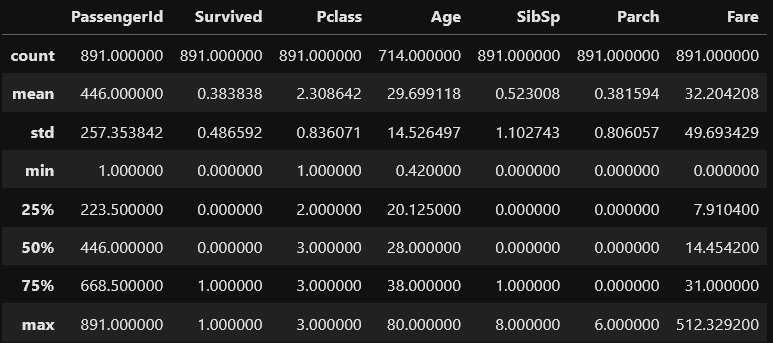 PassengerId Survived Pclass Age SibSp Parch Fare
count 891.000000 891.000000 891.000000 714.000000 891.000000 891.000000 891.000000
mean 446.000000 0.383838 2.308642 29.699118 0.523008 0.381594 32.204208
std 257.353842 0.486592 0.836071 14.526497 1.102743 0.806057 49.693429
min 1.000000 0.000000 1.000000 0.420000 0.000000 0.000000 0.000000
25% 223.500000 0.000000 2.000000 20.125000 0.000000 0.000000 7.910400
50% 446.000000 0.000000 3.000000 28.000000 0.000000 0.000000 14.454200
75% 668.500000 1.000000 3.000000 38.000000 1.000000 0.000000 31.000000
max 891.000000 1.000000 3.000000 80.000000 8.000000 6.000000 512.329200